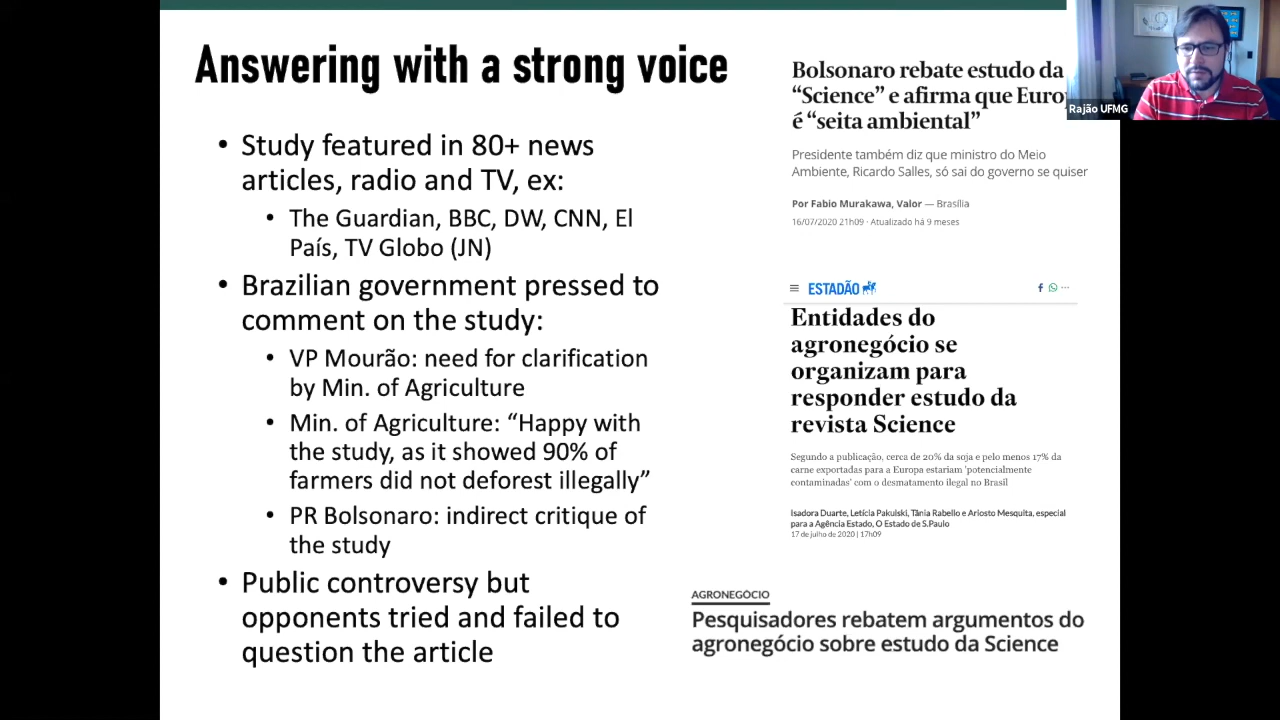 Answering with a strong voice
• Study featured in 80+ news
articles, radio and TV, ex:
• The Guardian, BBC, DW, CNN, El
País, TV Globo (JN)
• Brazilian government pressed to
comment on the study:
• VP Mourão: need for clarification
by Min. of Agriculture
• Min. of Agriculture: “Happy with
the study, as it showed 90% of
farmers did not deforest illegally”
• PR Bolsonaro: indirect critique of
the study
• Public controversy but
opponents tried and failed to
question the article
Bolsonaro rebate estudo da
“Science” e afirma que Euro
é “seita ambiental”
Presidente também diz que ministro do Meio
Ambiente, Ricardo Salles, só sai do governo se quiser
Por Fabio Murakawa, Valor — Brasília
16/07/2020 21h09 · Atualizado há 9 meses
Rajão UFMG
ESTADÃO
Entidades do
agronegócio se
organizam para
responder estudo da
revista Science
Segundo a publicação, cerca de 20% da soja e pelo menos 17% da
carne exportadas para a Europa estariam 'potencialmente
contaminadas' com o desmatamento ilegal no Brasil
Isadora Duarte, Letícia Pakulski, Tânia Rabello e Ariosto Mesquita, especial
para a Agência Estado, O Estado de S.Paulo
17 de julho de 2020 | 17h09
AGRONEGÓCIO
Pesquisadores rebatem argumentos do
agronegócio sobre estudo da Science